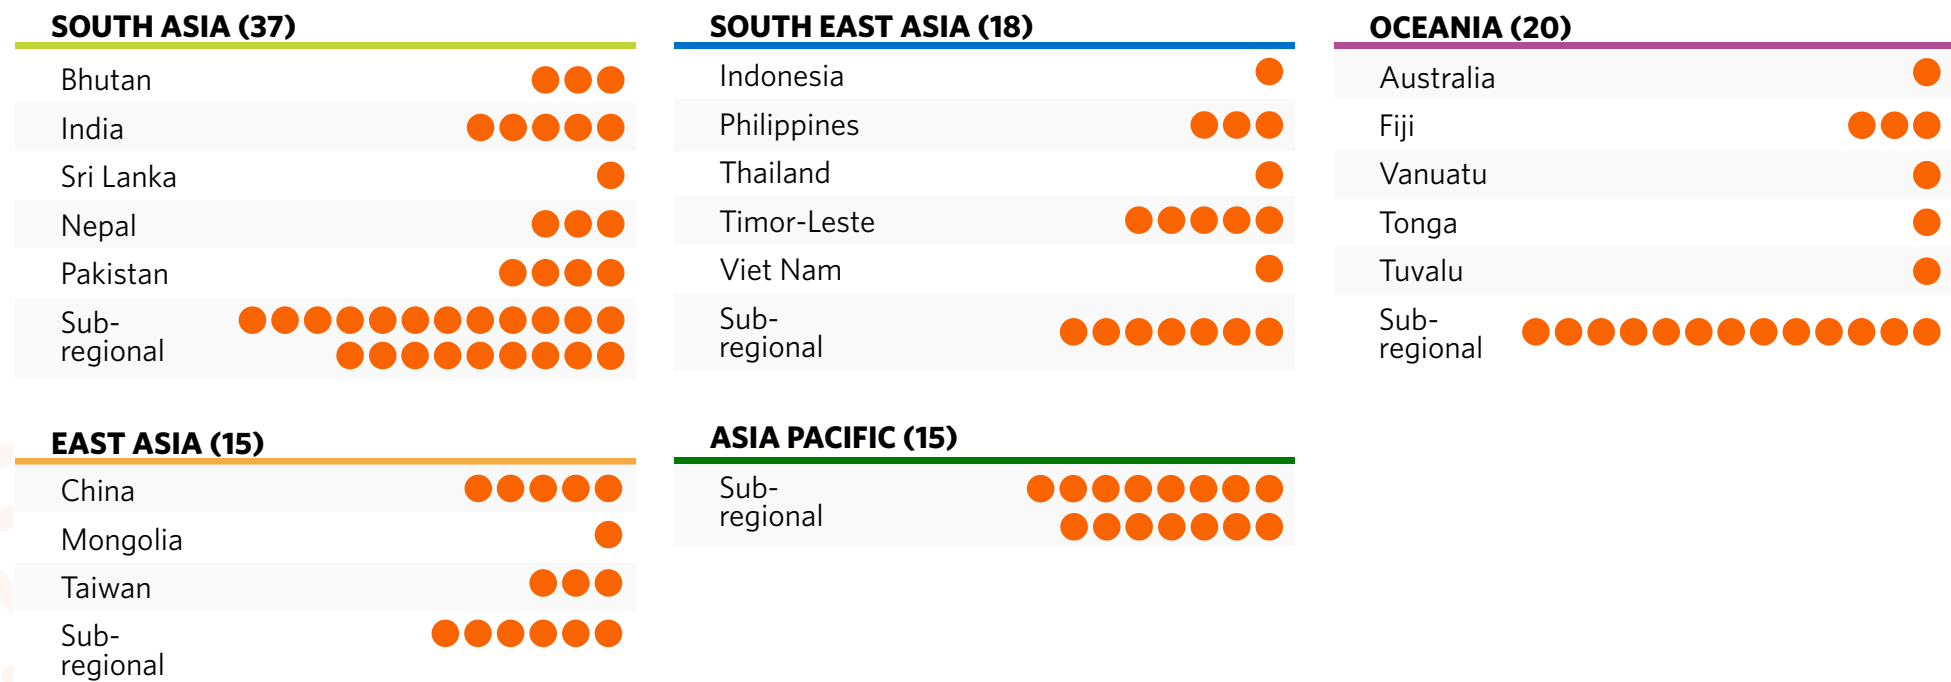 SOUTH ASIA (37)
Bhutan
India
Sri Lanka
Nepal
Pakistan
Sub-
regional
SOUTH EAST ASIA (18)
Indonesia
Philippines
Thailand
Timor-Leste
Viet Nam
Sub-
regional
OCEANIA (20)
Australia
Fiji
Vanuatu
Tonga
Tuvalu
Sub-
regional
EAST ASIA (15)
China
Mongolia
Taiwan
Sub-
regional
ASIA PACIFIC (15)
Sub-
regional